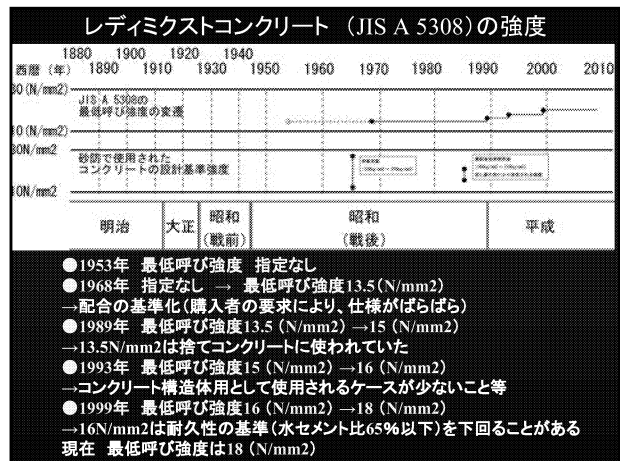 レディミクストコンクリート （JIS A 5308）の強度
1880 1900 1920 1940
西暦（年） 1890 1910 1930 1950 1960 1970 1980 1990 2000 2010
30(N/mm2)
JIS A 5308の
最低呼び強度の変遷
10(N/mm2)
30N/mm2
砂防で使用された
コンクリートの設計基準強度
10N/mm2
明治 大正 昭和（戦前） 昭和（戦後） 平成
●1953年 最低呼び強度 指定なし
●1968年 指定なし → 最低呼び強度13.5（N/mm2）
→配合の基準化（購入者の要求により、仕様がばらばら）
●1989年 最低呼び強度13.5（N/mm2）→15（N/mm2）
→13.5N/mm2は捨てコンクリートに使われていた
●1993年 最低呼び強度15（N/mm2）→16（N/mm2）
→コンクリート構造体用として使用されるケースが少ないこと等
●1999年 最低呼び強度16（N/mm2）→18（N/mm2）
→16N/mm2は耐久性の基準（水セメント比65%以下）を下回ることがある
現在 最低呼び強度は18（N/mm2）